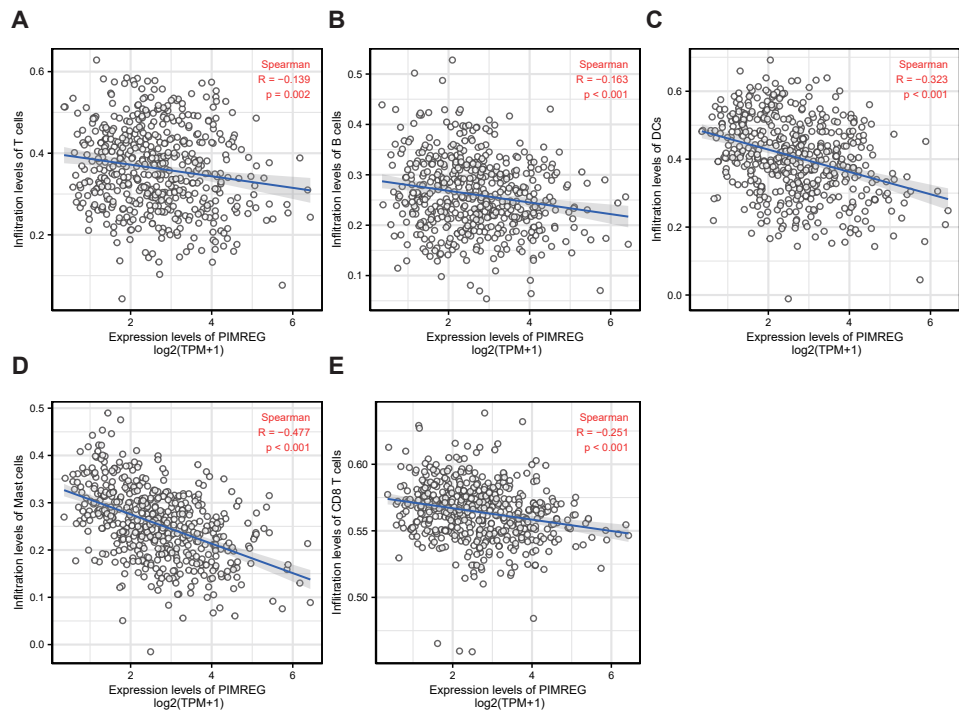 A
Infiltration levels of T cells
0.6
0.4
0.2
Spearman
R = −0.139
p = 0.002
2
4
6
Expression levels of PIMREG
log2(TPM+1)
B
Infiltration levels of B cells
0.5
0.4
0.3
0.2
0.1
Spearman
R = −0.163
p < 0.001
2
4
6
Expression levels of PIMREG
log2(TPM+1)
C
Infiltration levels of DCs
0.6
0.4
0.2
0.0
Spearman
R = −0.323
p < 0.001
2
4
6
Expression levels of PIMREG
log2(TPM+1)
D
Infiltration levels of Mast cells
0.5
0.4
0.3
0.2
0.1
0.0
Spearman
R = −0.477
p < 0.001
2
4
6
Expression levels of PIMREG
log2(TPM+1)
E
Infiltration levels of CD8 T cells
0.60
0.55
0.50
Spearman
R = −0.251
p < 0.001
2
4
6
Expression levels of PIMREG
log2(TPM+1)